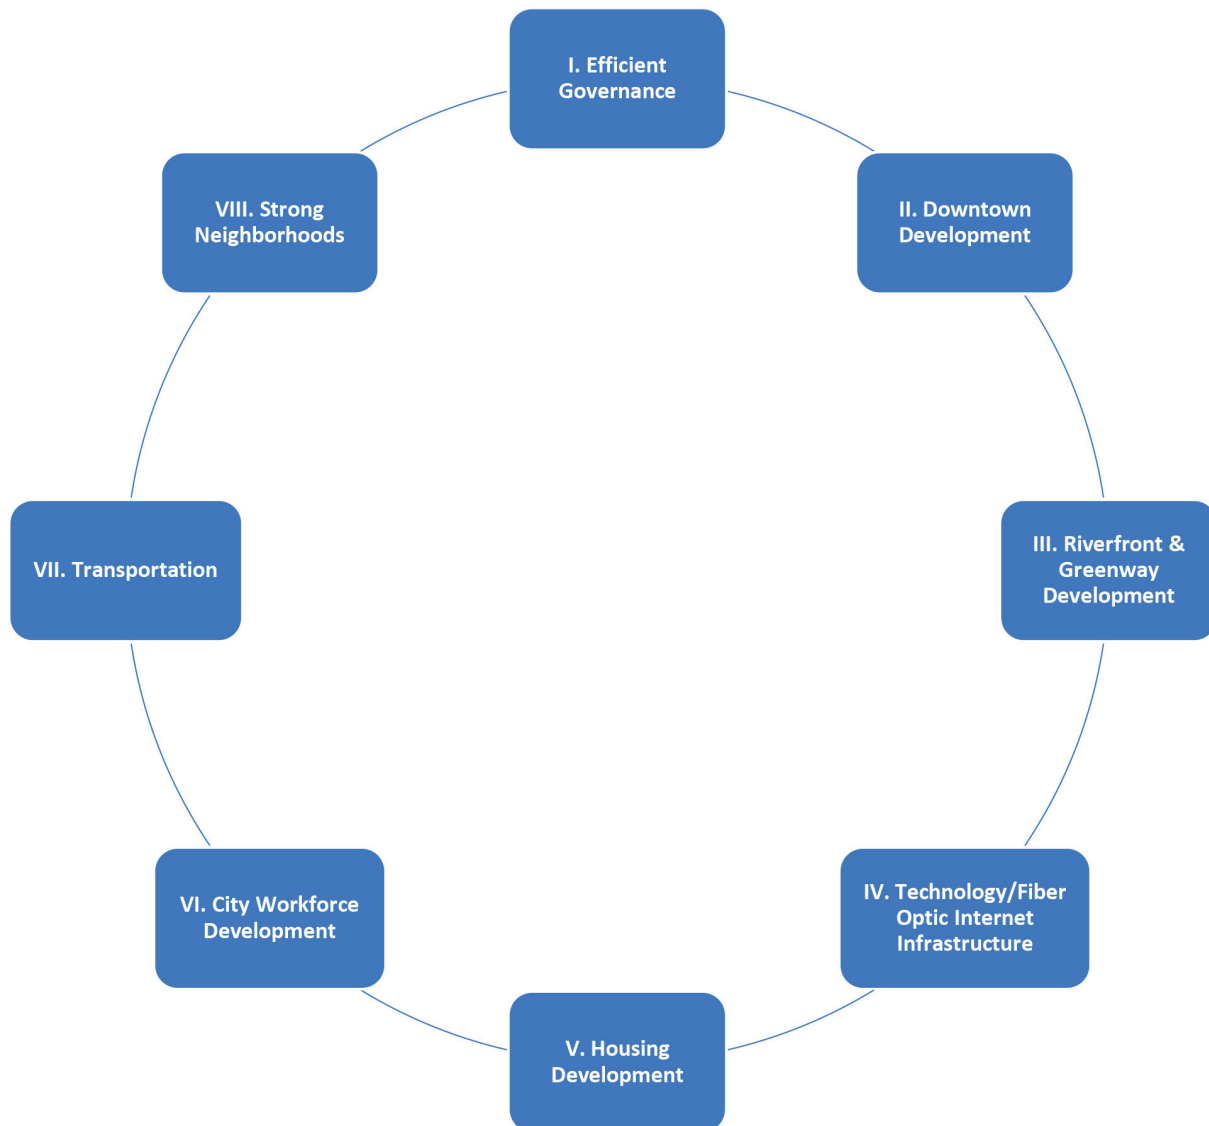 I. Efficient
Governance
II. Downtown
Development
III. Riverfront &
Greenway
Development
IV. Technology/Fiber
Optic Internet
Infrastructure
V. Housing
Development
VI. City Workforce
Development
VII. Transportation
VIII. Strong
Neighborhoods